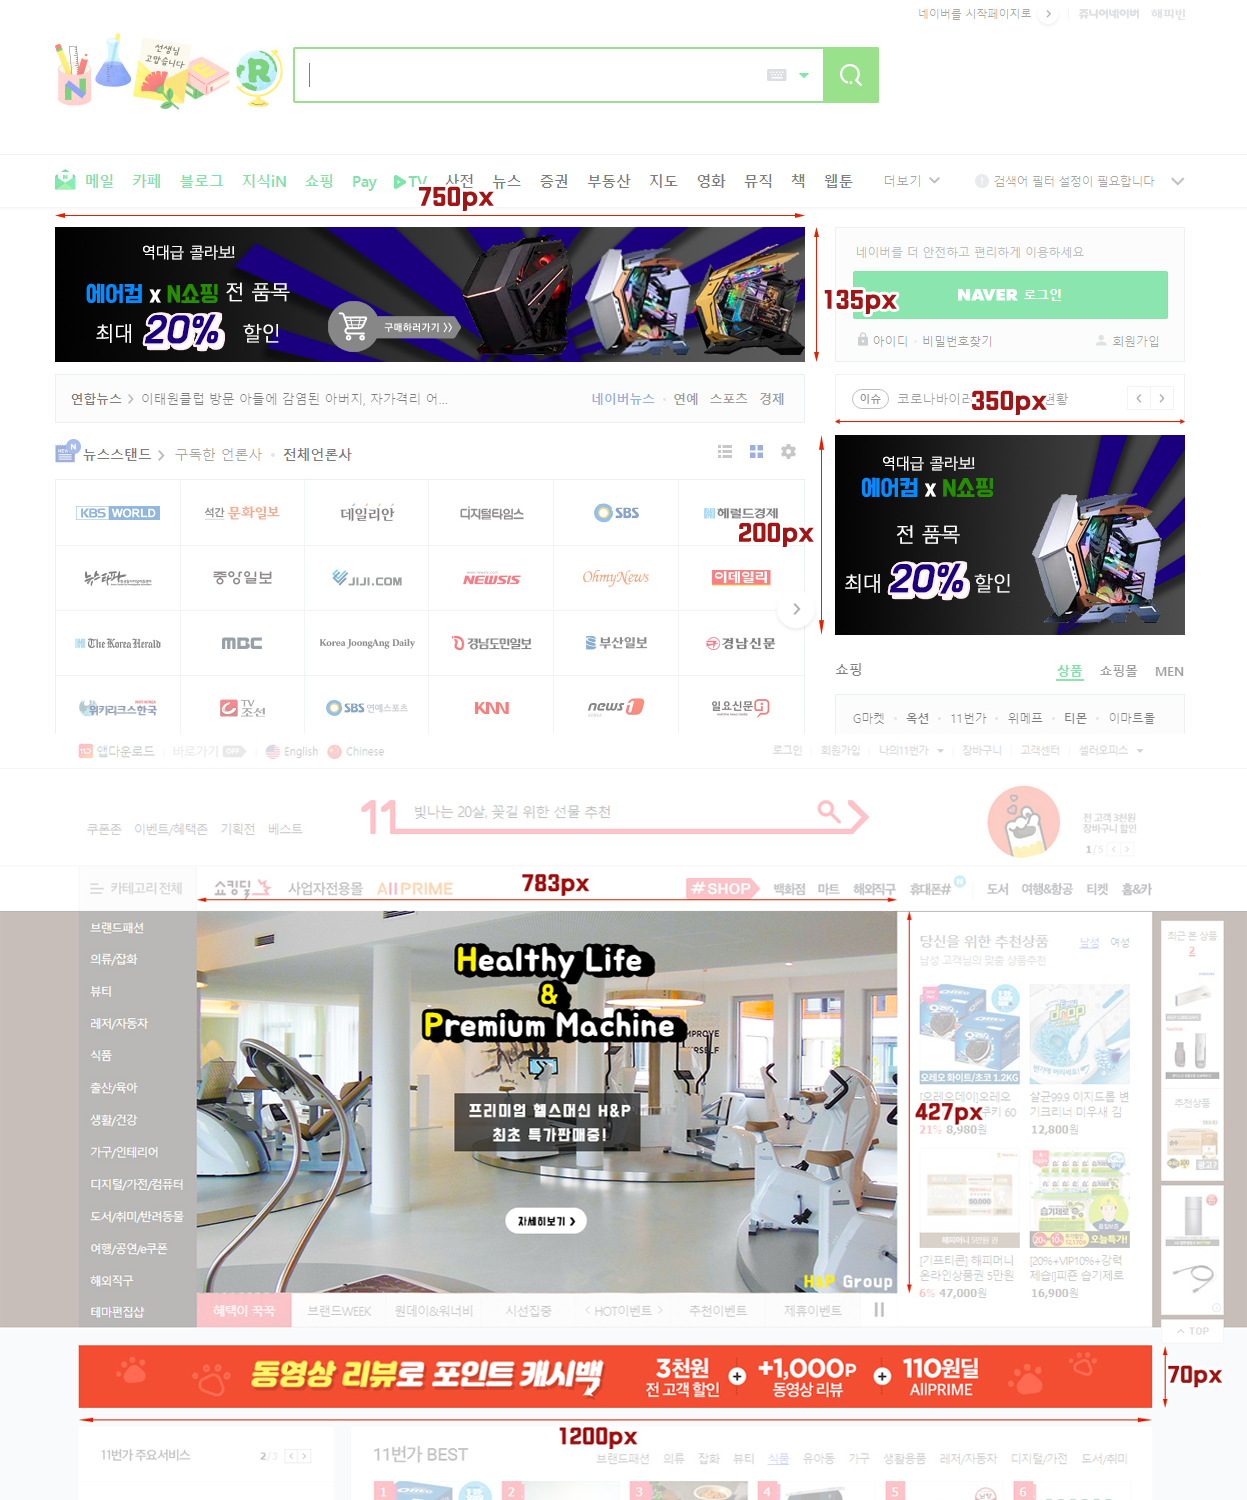 네이버를 시작페이지로
쥬니어네이버 해피빈
선생님
고맙습니다
N
E
R
메일 카페 블로그 지식iN 쇼핑 Pay TV 사전 뉴스 증권 부동산 지도 영화 뮤직 책 웹툰 더보기
검색어 필터 설정이 필요합니다
750px
역대급 콜라보!
에어컴 x N쇼핑 전 품목
최대 20% 할인
구매하러가기 》
135px
네이버를 더 안전하고 편리하게 이용하세요
NAVER 로그인
아이디 · 비밀번호찾기
회원가입
연합뉴스 > 이태원클럽 방문 아들에 감염된 아버지, 자가격리 어...
네이버뉴스 · 연예 스포츠 경제
이슈 코로나바이러 현황
350px
뉴스스탠드 > 구독한 언론사 · 전체언론사
KBS WORLD
석간 문화일보
데일리안
디지털타임스
SBS
헤럴드경제
200px
역대급 콜라보!
에어컴 x N쇼핑
전 품목
최대 20% 할인
뉴스타파
중앙일보
JIJI.COM
NEWSIS
OhmyNews
이데일리
The Korea Herald
MBC
Korea JoongAng Daily
경남도민일보
부산일보
경남신문
위키리크스한국
TV조선
SBS 연예스포츠
KNN
news1
일요신문
쇼핑
상품 쇼핑몰 MEN
G마켓 · 옥션 · 11번가 · 위메프 · 티몬 · 이마트몰
앱다운로드 바로가기 OFF English Chinese
로그인 회원가입 나의11번가 장바구니 고객센터 셀러오피스
쿠폰존 이벤트/혜택존 기획전 베스트
11 빛나는 20살, 꽃길 위한 선물 추천
전 고객 3천원
장바구니 할인
1/5
카테고리 전체
쇼킹딜 사업자전용몰 All PRIME
783px
#SHOP 백화점 마트 해외직구 휴대폰# 도서 여행&항공 티켓 홈&카
브랜드패션
의류/잡화
뷰티
레저/자동차
식품
출산/육아
생활/건강
가구/인테리어
디지털/가전/컴퓨터
도서/취미/반려동물
여행/공연/e쿠폰
해외직구
테마편집샵
Healthy Life
&
Premium Machine
프리미엄 헬스머신 H&P
최초 특가판매중!
자세히보기 >
H&P Group
당신을 위한 추천상품 남성 여성
남성 고객님의 맞춤 상품추천
오레오 화이트/초코 1.2KG
[오레오데이]오레오
쿠키 60
21% 8,980원
살균99.9 이지드롭 변
기크리너 미우새 김
12,800원
427px
해피머니 5만원 권
[기프티콘] 해피머니
온라인상품권 5만원
6% 47,000원
오늘특가!
[20%+VIP10%+강력
제습!]피죤 습기제로
16,900원
최근 본 상품
2
추천상품
TOP
혜택이 꾹꾹 브랜드WEEK 원데이&위너비 시선집중 < HOT이벤트 > 추천이벤트 제휴이벤트
동영상 리뷰로 포인트 캐시백
3천원
전 고객 할인
+1,000P
동영상 리뷰
110원딜
AllPRIME
70px
1200px
11번가 주요서비스 2/3
11번가 BEST
브랜드패션 의류 잡화 뷰티 식품 유아동 가구 생활용품 레저/자동차 디지털/가전 도서/취미
1 2 3 4 5 6